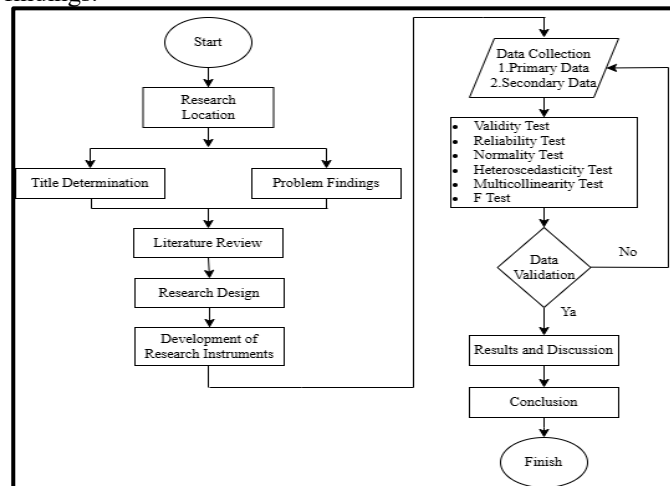 findings.
Start
Research
Location
Title Determination
Problem Findings
Literature Review
Research Design
Development of
Research Instruments
Data Collection
1.Primary Data
2.Secondary Data
• Validity Test
• Reliability Test
• Normality Test
• Heteroscedasticity Test
• Multicollinearity Test
• F Test
Data
Validation
No
Ya
Results and Discussion
Conclusion
Finish